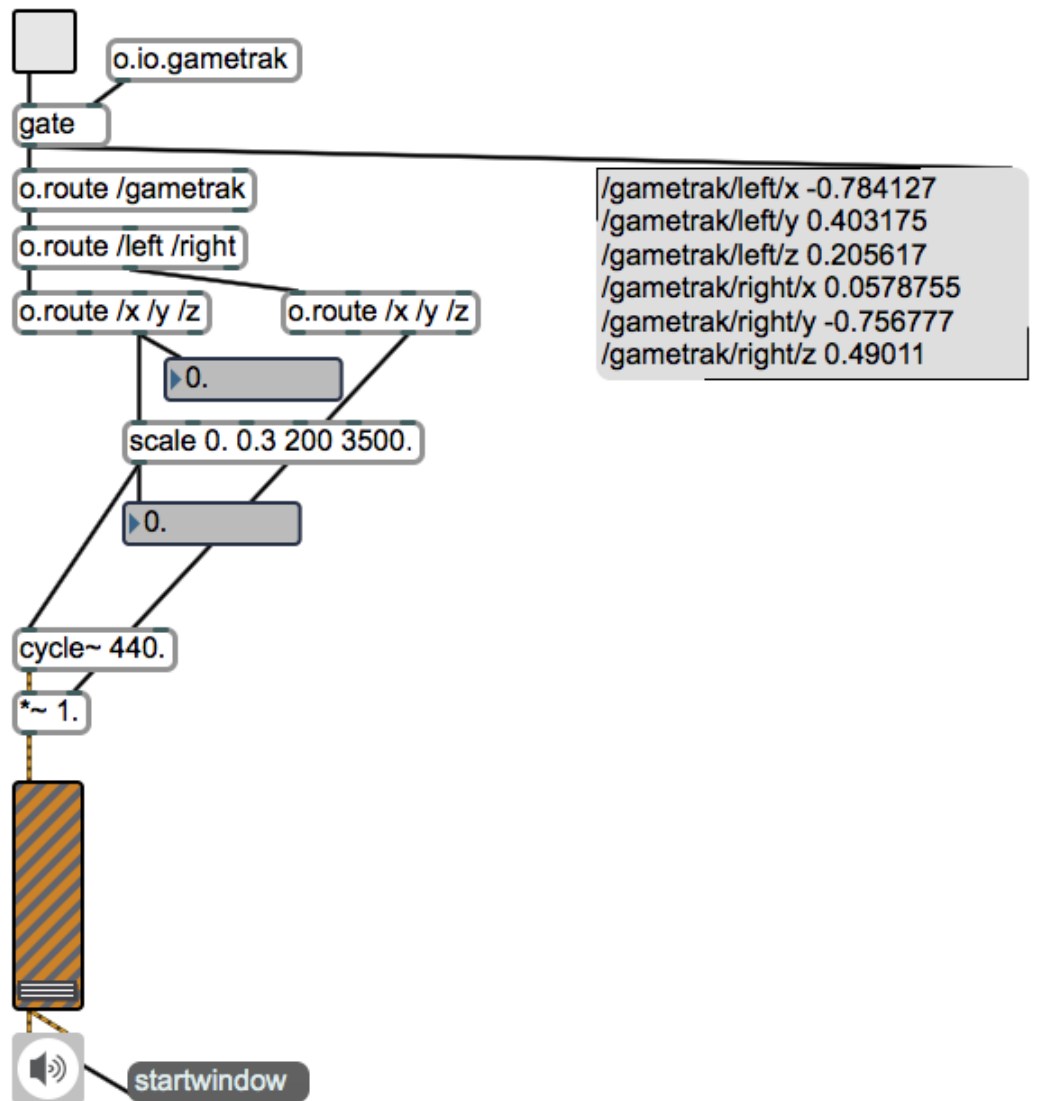 o.io.gametrak
gate
o.route /gametrak
o.route /left /right
o.route /x /y /z
o.route /x /y /z
0.
scale 0. 0.3 200 3500.
0.
cycle~ 440.
*~ 1.
startwindow
/gametrak/left/x -0.784127
/gametrak/left/y 0.403175
/gametrak/left/z 0.205617
/gametrak/right/x 0.0578755
/gametrak/right/y -0.756777
/gametrak/right/z 0.49011